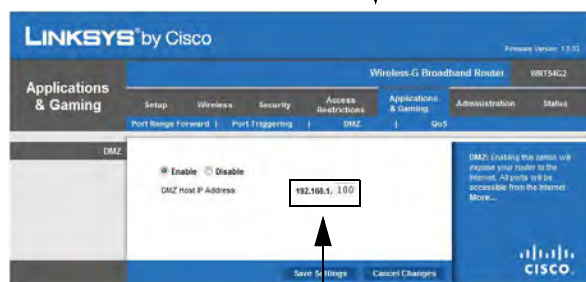 LINKSYS® by Cisco
Firmware Version: 1.0.03
Wireless-G Broadband Router WRT54G2
Applications & Gaming
Setup Wireless Security Access Restrictions Applications & Gaming Administration Status
Port Range Forward | Port Triggering | DMZ | QoS
DMZ
Enable Disable
DMZ Host IP Address 192.168.1. 100
DMZ: Enabling this option will
expose your router to the
Internet. All ports will be
accessible from the Internet
More...
Save Settings Cancel Changes
CISCO.